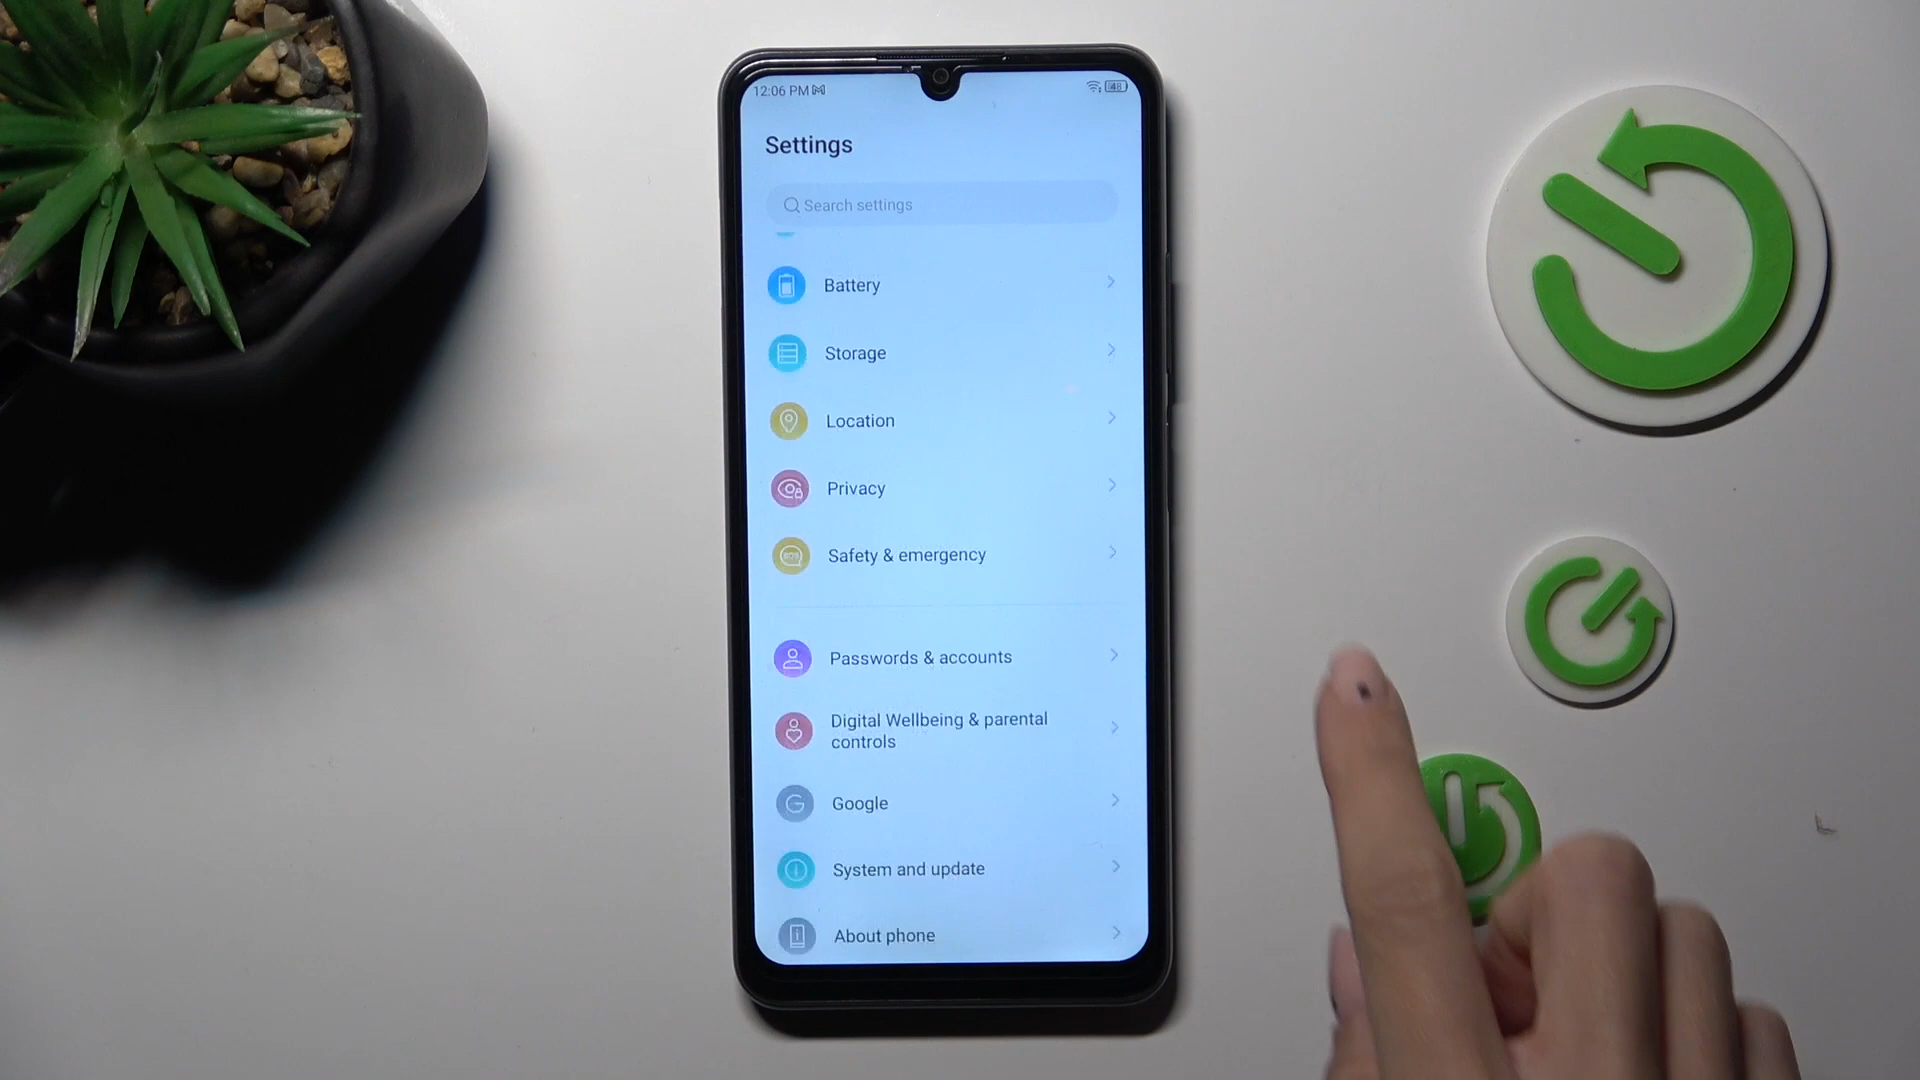 12:06 PM
48
Settings
Search settings
Battery
Storage
Location
Privacy
Safety & emergency
Passwords & accounts
Digital Wellbeing & parental
controls
Google
System and update
About phone